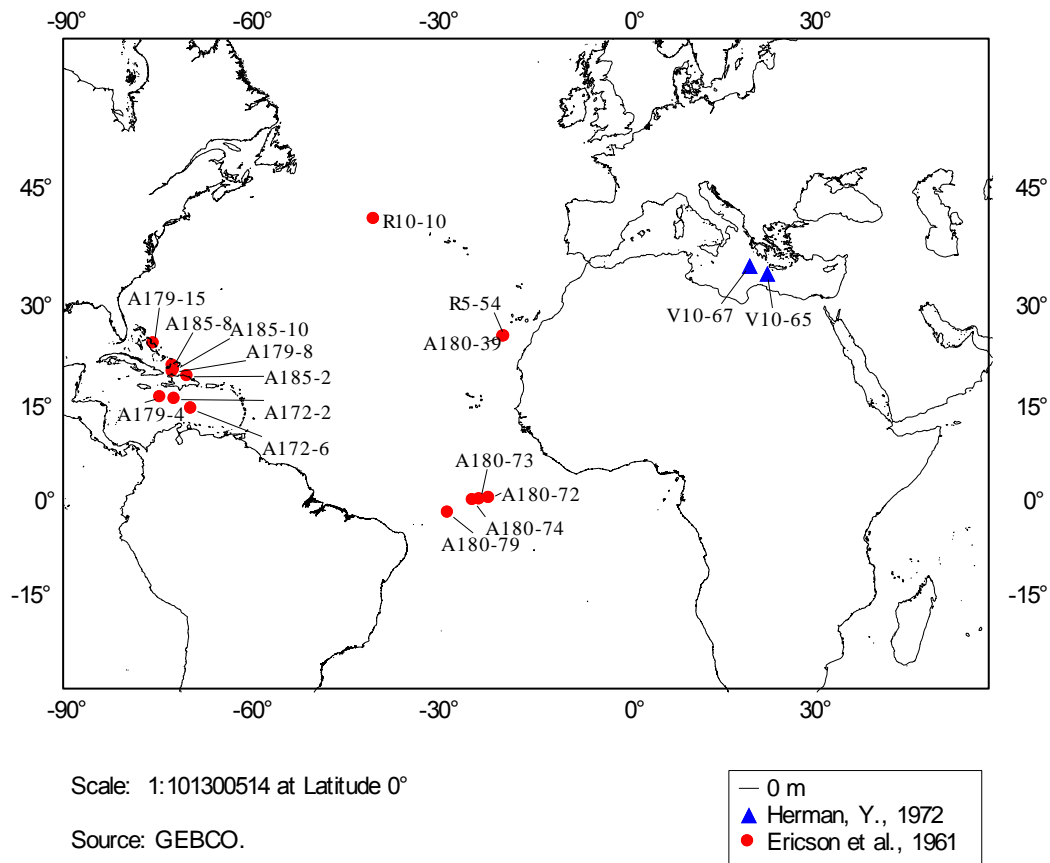 -90° -60° -30° 0° 30°
45° 45°
R10-10
30° 30°
A179-15
R5-54
V10-67
V10-65
A185-8
A185-10
A180-39
A179-8
A185-2
15° 15°
A179-4
A172-2
A172-6
A180-73
0° 0°
A180-72
A180-74
A180-79
-15° -15°
-90° -60° -30° 0° 30°
Scale: 1:101300514 at Latitude 0°
Source: GEBCO.
0 m
Herman, Y., 1972
Ericson et al., 1961